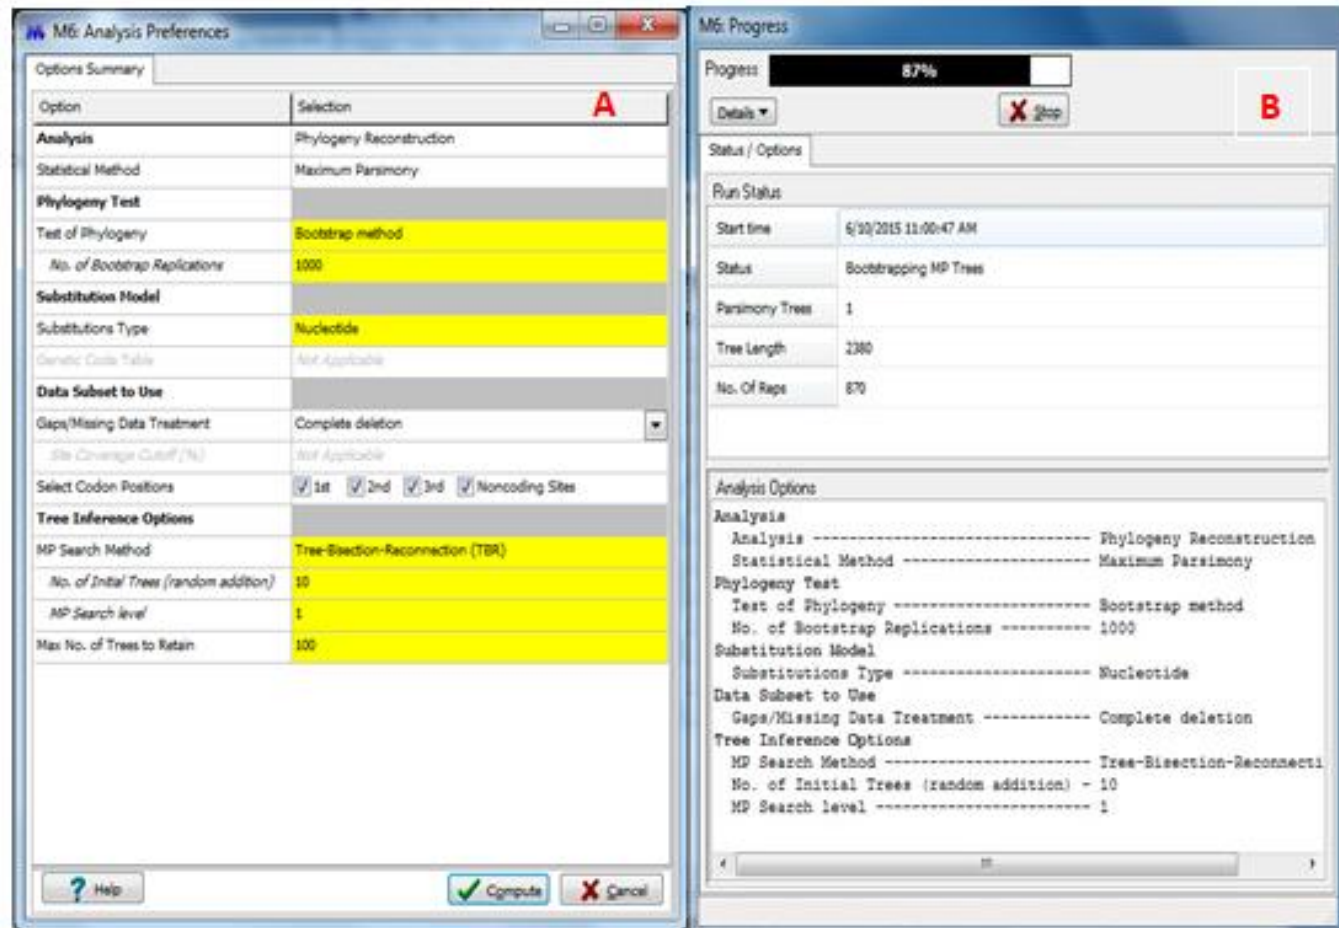 M6: Analysis Preferences
Options Summary
Option Selection A
Analysis Phylogeny Reconstruction
Statistical Method Maximum Parsimony
Phylogeny Test
Test of Phylogeny Bootstrap method
No. of Bootstrap Replications 1000
Substitution Model
Substitutions Type Nucleotide
Genetic Code Table Not Applicable
Data Subset to Use
Gaps/Missing Data Treatment Complete deletion
Site Coverage Cutoff (%) Not Applicable
Select Codon Positions 1st 2nd 3rd Noncoding Sites
Tree Inference Options
MP Search Method Tree-Bisection-Reconnection (TBR)
No. of Initial Trees (random addition) 10
MP Search level 1
Max No. of Trees to Retain 100
? Help Compute Cancel
M6: Progress
Progress 87%
Details Stop B
Status / Options
Run Status
Start time 6/10/2015 11:00:47 AM
Status Bootstrapping MP Trees
Parsimony Trees 1
Tree Length 2380
No. Of Reps 870
Analysis Options
Analysis
Analysis ------------------------------ Phylogeny Reconstruction
Statistical Method -------------------- Maximum Parsimony
Phylogeny Test
Test of Phylogeny --------------------- Bootstrap method
No. of Bootstrap Replications ---------- 1000
Substitution Model
Substitutions Type -------------------- Nucleotide
Data Subset to Use
Gaps/Missing Data Treatment ------------ Complete deletion
Tree Inference Options
MP Search Method ---------------------- Tree-Bisection-Reconnecti
No. of Initial Trees (random addition) - 10
MP Search level ----------------------- 1